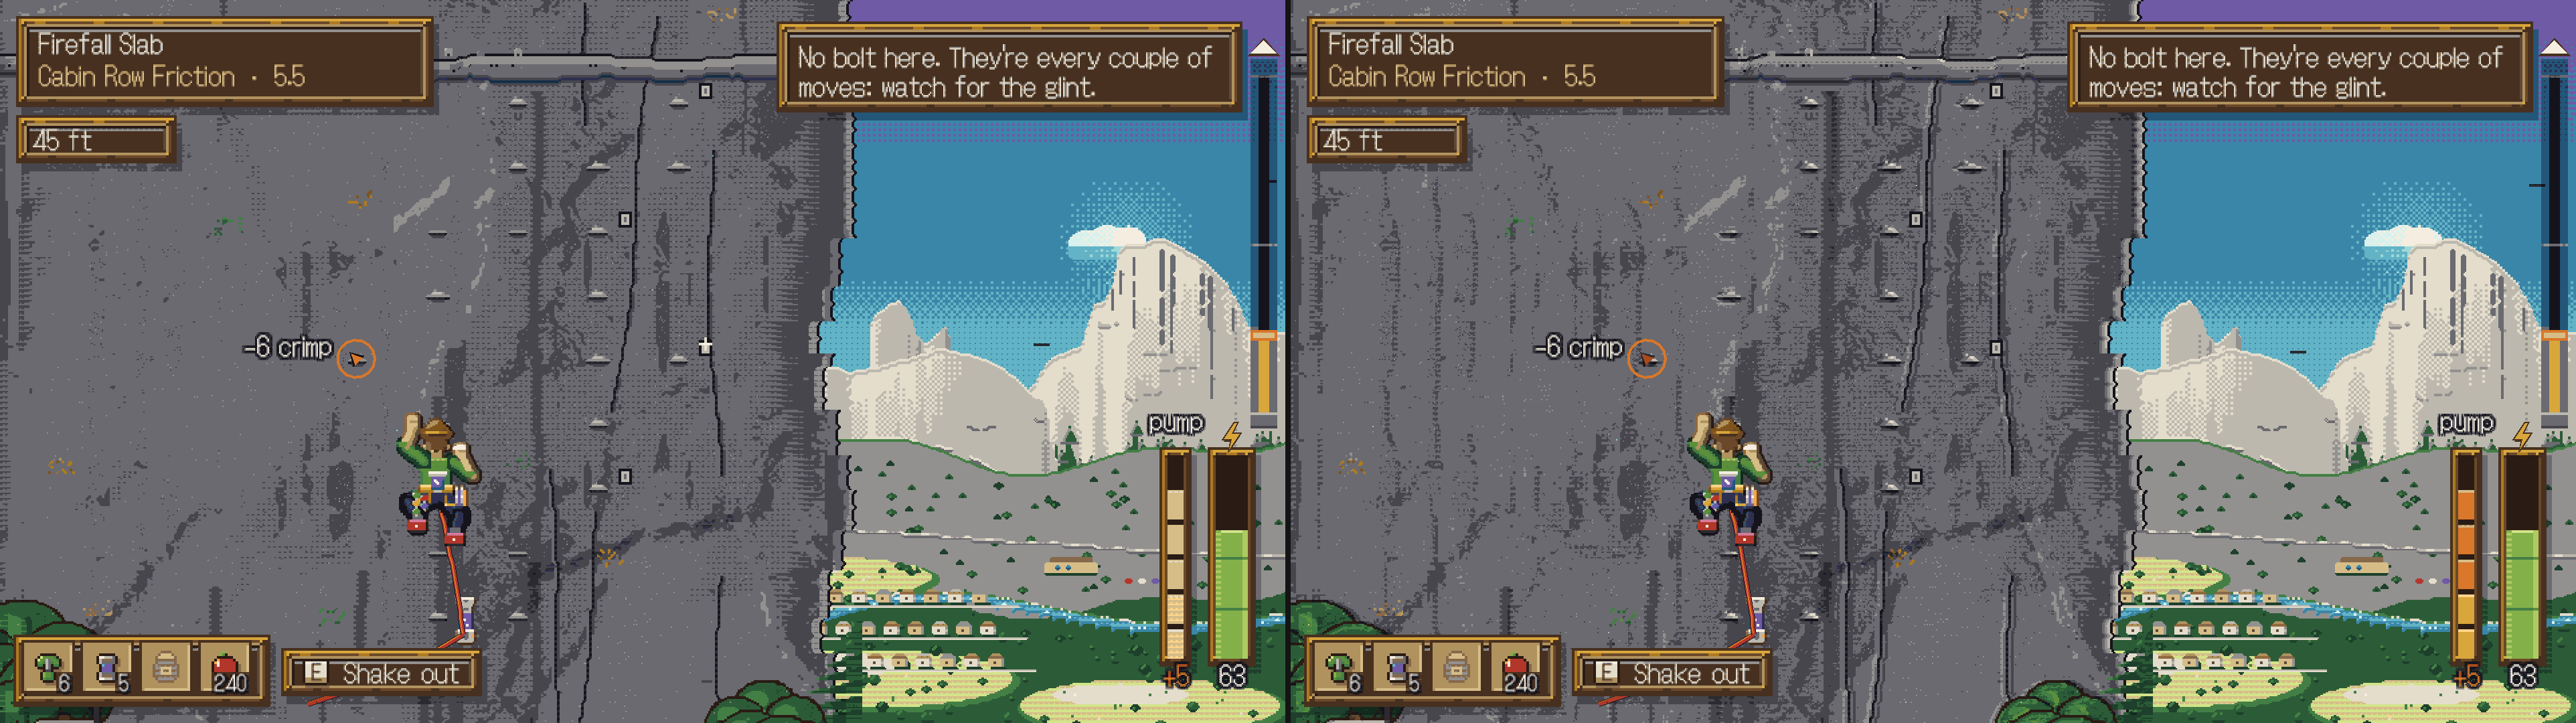 Firefall Slab
Cabin Row Friction · 5.5
45 ft
No bolt here. They're every couple of
moves: watch for the glint.
-6 crimp
pump
6
5
240
E Shake out
+5
63
Firefall Slab
Cabin Row Friction · 5.5
45 ft
No bolt here. They're every couple of
moves: watch for the glint.
-6 crimp
pump
6
5
240
E Shake out
+5
63